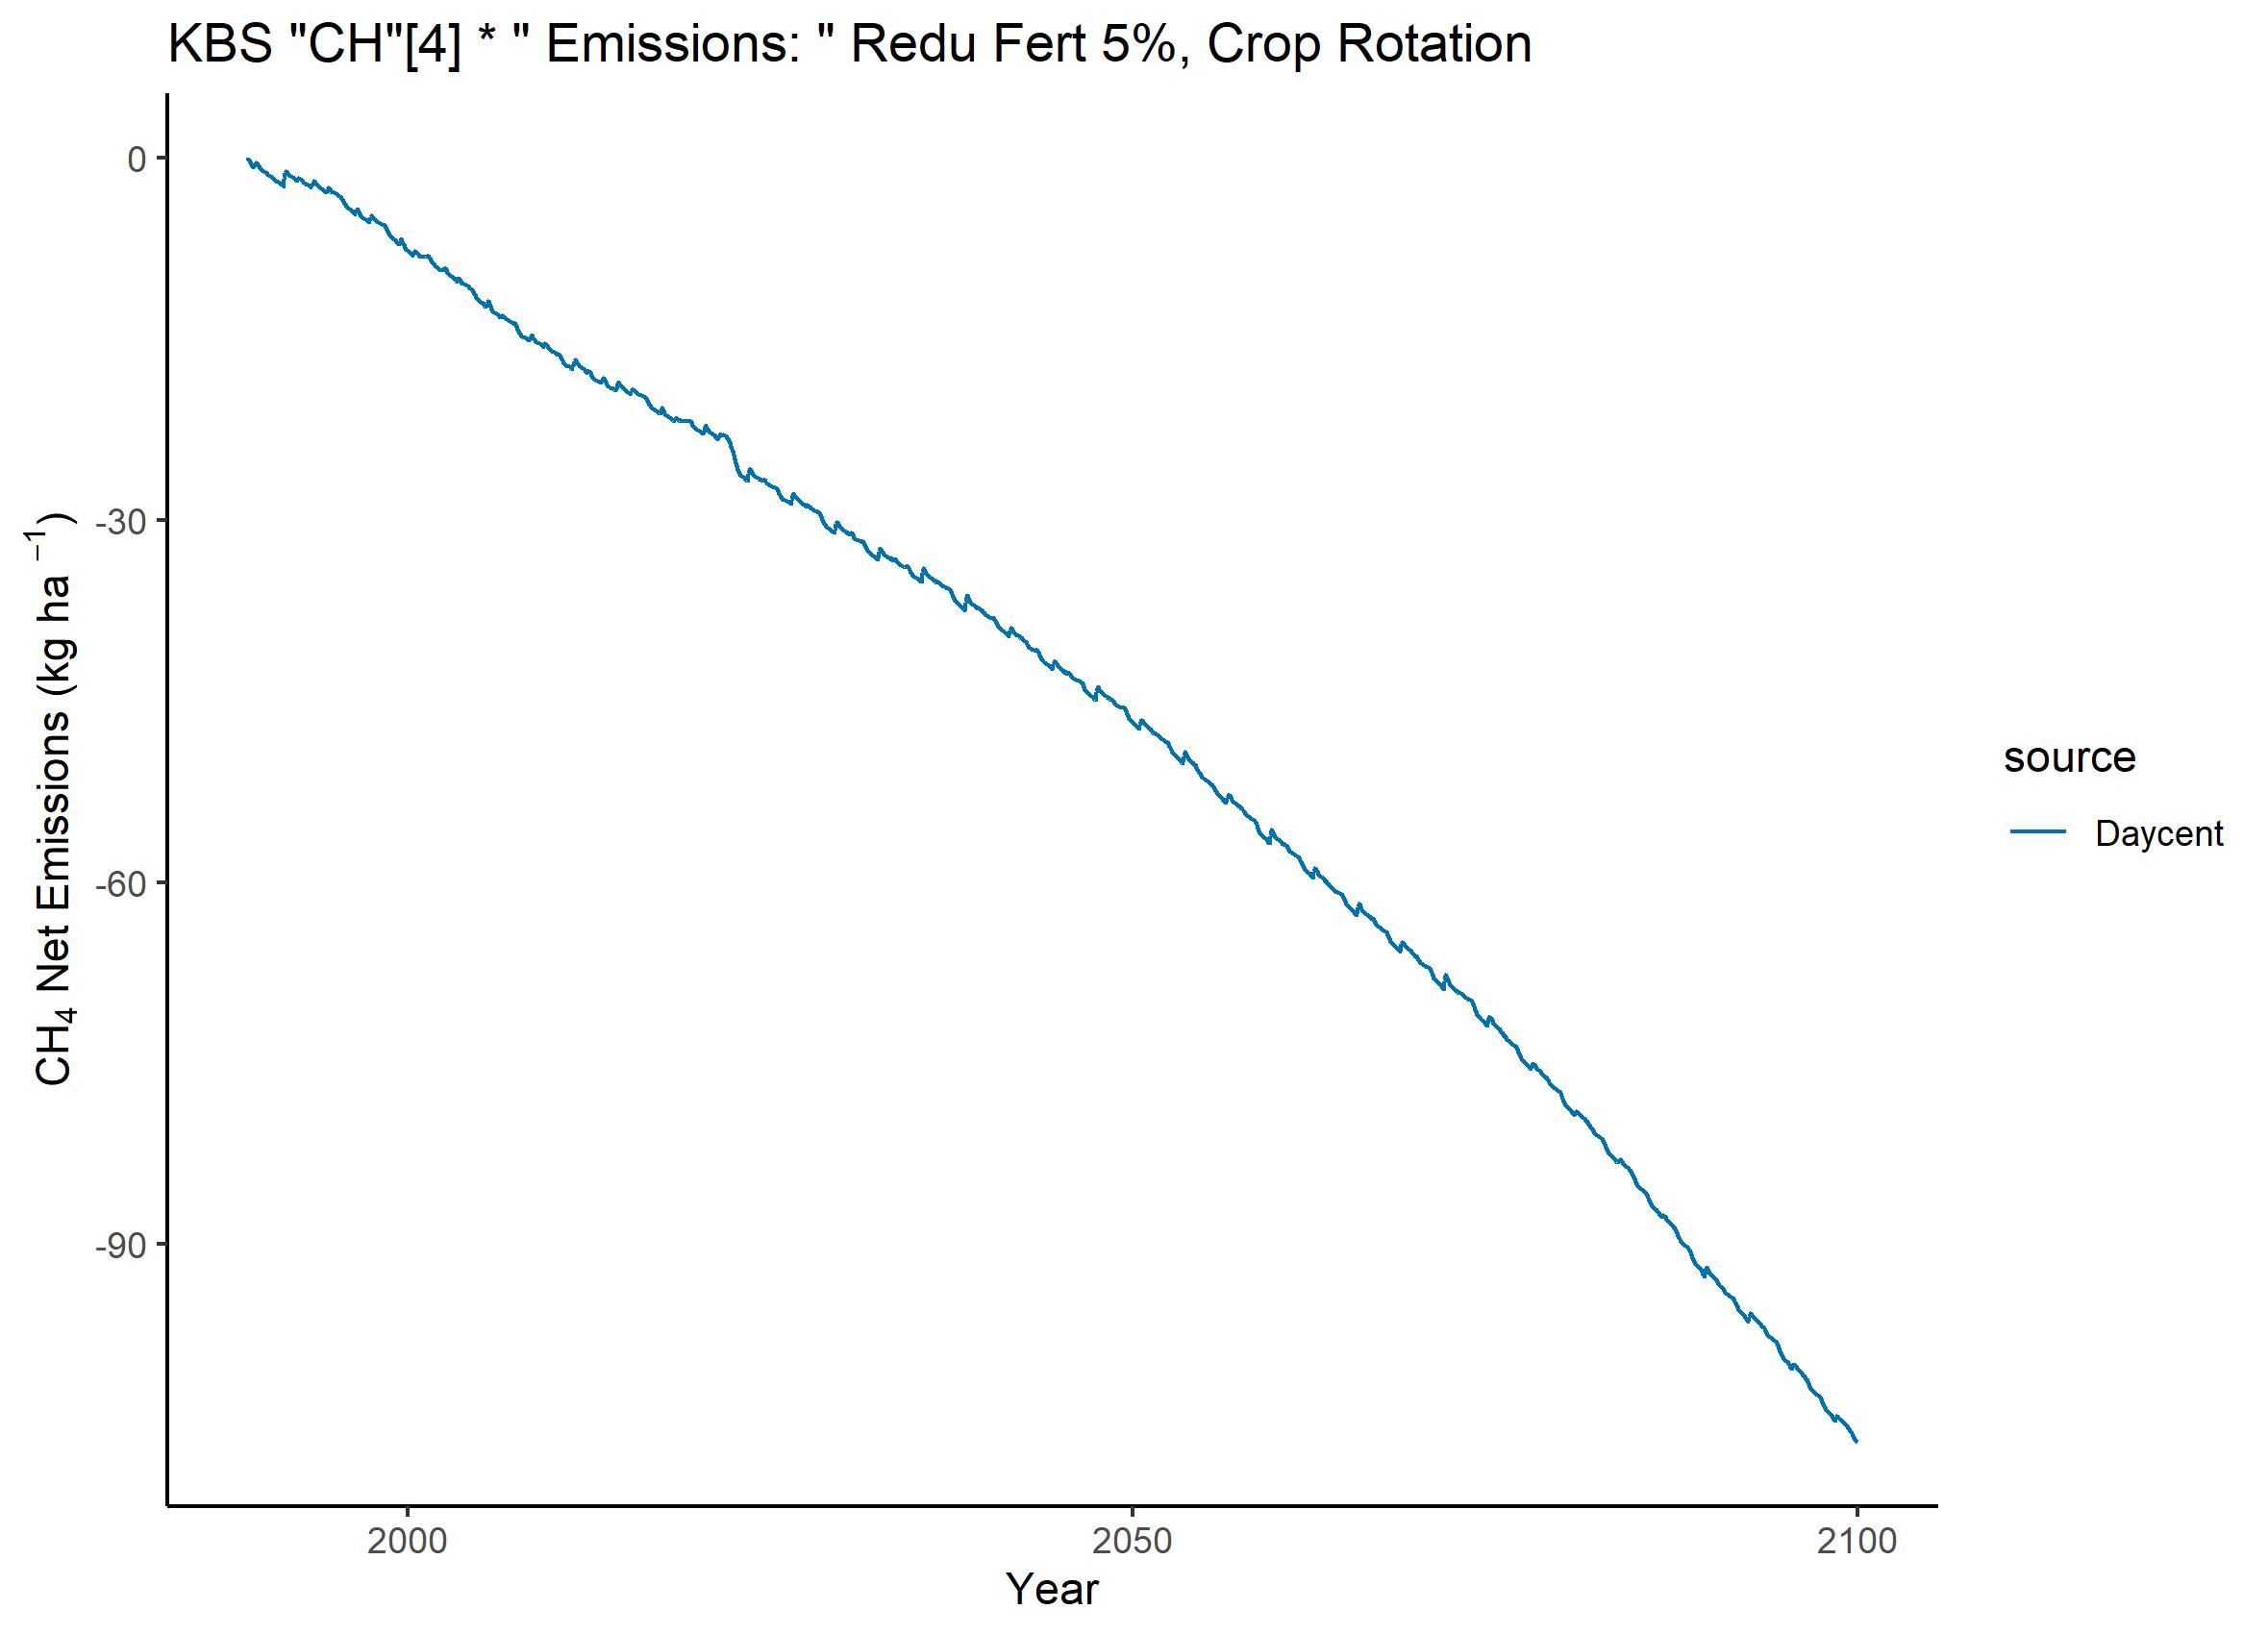 KBS "CH"[4] * " Emissions: " Redu Fert 5%, Crop Rotation
CH₄ Net Emissions (kg ha ⁻¹)
0
-30
-60
-90
2000
2050
2100
Year
source
Daycent